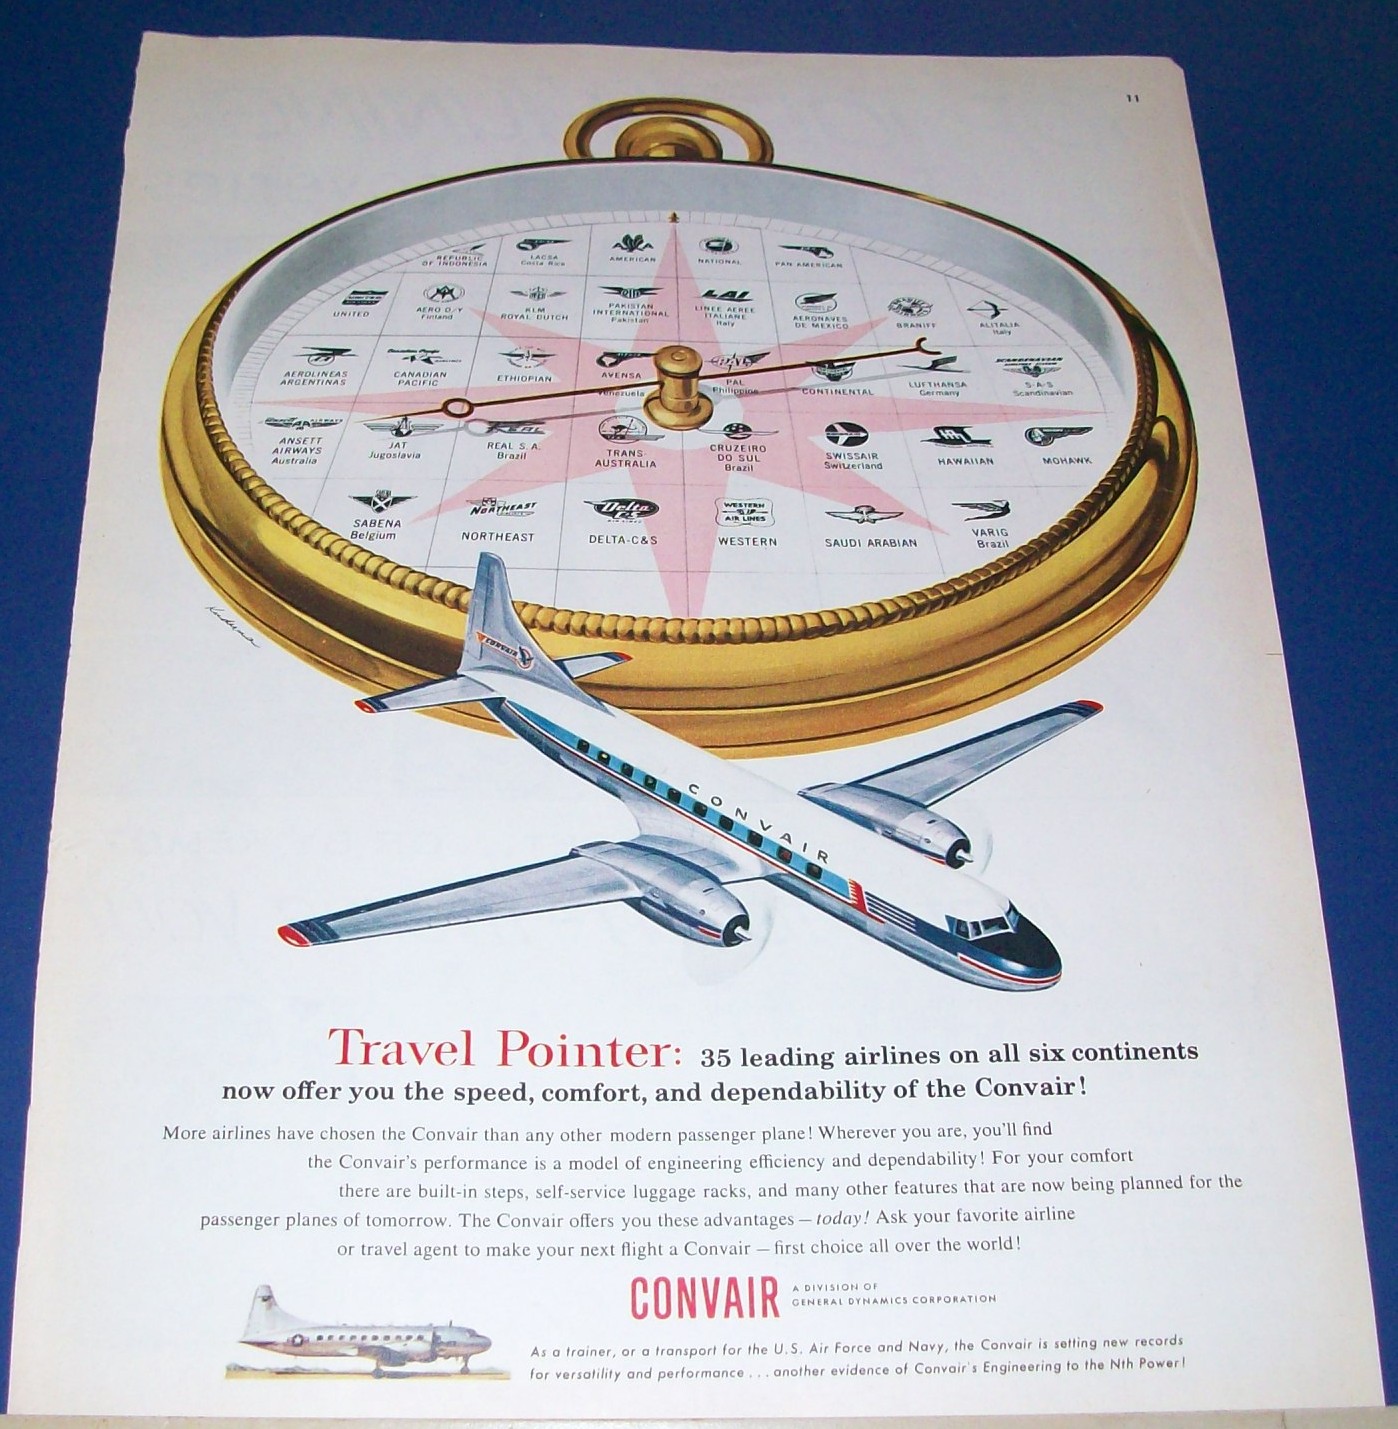 11
REPUBLIC
OF INDONESIA
LACSA
Costa Rica
AMERICAN
NATIONAL
PAN AMERICAN
UNITED
AERO O/Y
Finland
KLM
ROYAL DUTCH
PAKISTAN
INTERNATIONAL
Pakistan
LAI
LINEE AEREE
ITALIANE
Italy
AERONAVES
DE MEXICO
BRANIFF
ALITALIA
Italy
AEROLINEAS
ARGENTINAS
CANADIAN
PACIFIC
ETHIOPIAN
AVENSA
Venezuela
PAL
Philippine
CONTINENTAL
LUFTHANSA
Germany
SCANDINAVIAN
S-A-S
Scandinavian
ANSETT
AIRWAYS
Australia
JAT
Jugoslavia
REAL
REAL S.A.
Brazil
TRANS-
AUSTRALIA
CRUZEIRO
DO SUL
Brazil
SWISSAIR
Switzerland
HAWAIIAN
MOHAWK
SABENA
Belgium
NORTHEAST
NORTHEAST
Delta
C&S
DELTA-C&S
WESTERN
AIR LINES
WESTERN
SAUDI ARABIAN
VARIG
Brazil
CONVAIR
CONVAIR
Travel Pointer: 35 leading airlines on all six continents
now offer you the speed, comfort, and dependability of the Convair!
More airlines have chosen the Convair than any other modern passenger plane! Wherever you are, you'll find
the Convair's performance is a model of engineering efficiency and dependability! For your comfort
there are built-in steps, self-service luggage racks, and many other features that are now being planned for the
passenger planes of tomorrow. The Convair offers you these advantages — today! Ask your favorite airline
or travel agent to make your next flight a Convair — first choice all over the world!
CONVAIR
A DIVISION OF
GENERAL DYNAMICS CORPORATION
As a trainer, or a transport for the U.S. Air Force and Navy, the Convair is setting new records
for versatility and performance . . . another evidence of Convair's Engineering to the Nth Power!